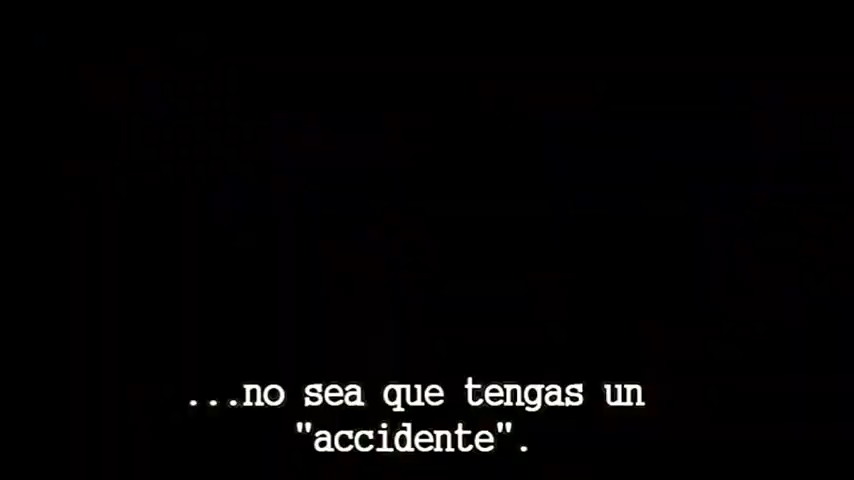 ...no sea que tengas un
"accidente".